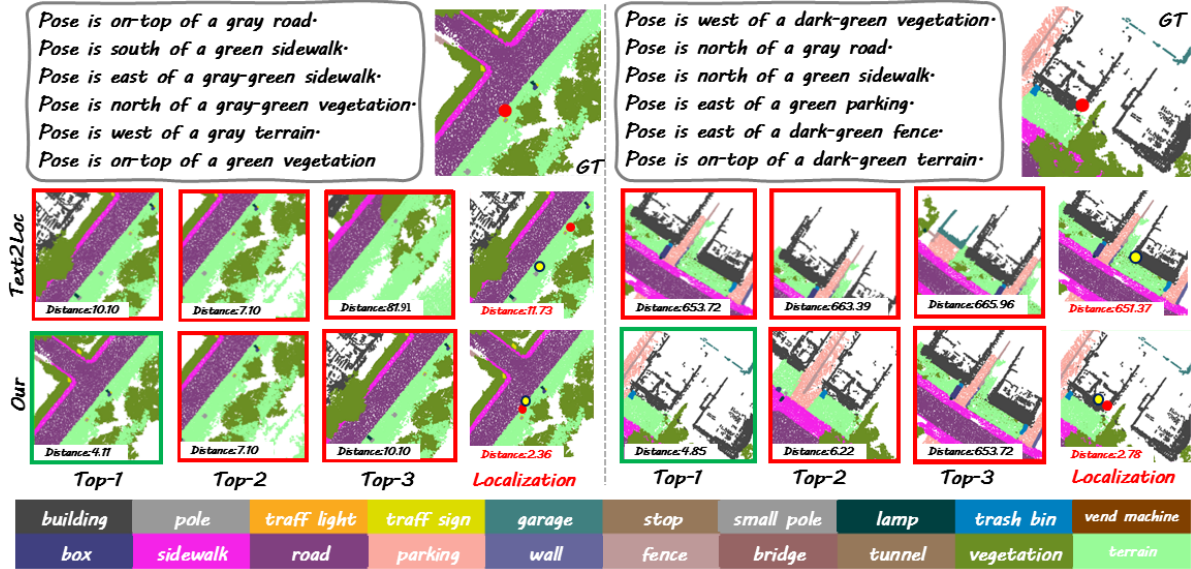 Pose is on-top of a gray road.
Pose is south of a green sidewalk.
Pose is east of a gray-green sidewalk.
Pose is north of a gray-green vegetation.
Pose is west of a gray terrain.
Pose is on-top of a green vegetation
GT
Pose is west of a dark-green vegetation.
Pose is north of a gray road.
Pose is north of a green sidewalk.
Pose is east of a green parking.
Pose is east of a dark-green fence.
Pose is on-top of a dark-green terrain.
GT
Text2Loc
Distance:10.10
Distance:7.10
Distance:87.91
Distance:11.73
Distance:653.72
Distance:663.39
Distance:665.96
Distance:651.37
Our
Distance:4.11
Distance:7.10
Distance:10.10
Distance:2.36
Distance:4.85
Distance:6.22
Distance:653.72
Distance:2.78
Top-1 Top-2 Top-3 Localization
Top-1 Top-2 Top-3 Localization
building pole traff light traff sign garage stop small pole lamp trash bin vend machine
box sidewalk road parking wall fence bridge tunnel vegetation terrain